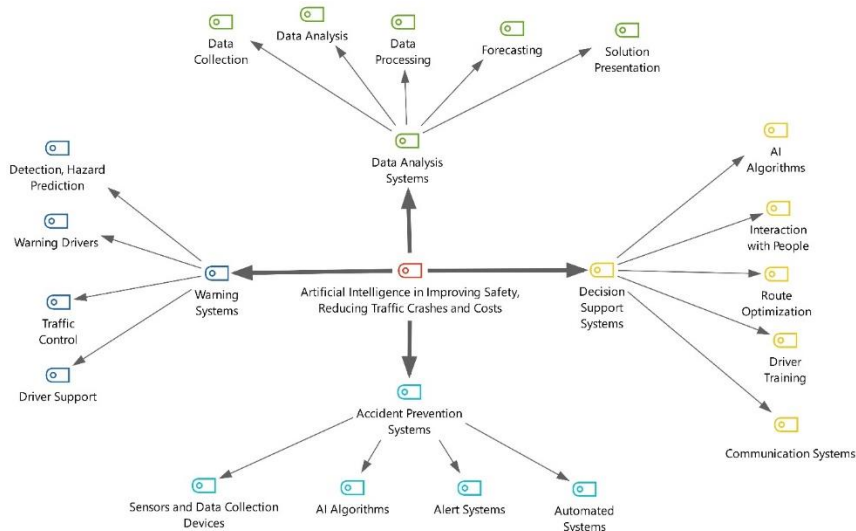 Data
Collection
Data Analysis
Data
Processing
Forecasting
Solution
Presentation
Data Analysis
Systems
Detection, Hazard
Prediction
Warning Drivers
Warning
Systems
Traffic
Control
Driver Support
Artificial Intelligence in Improving Safety,
Reducing Traffic Crashes and Costs
Decision
Support
Systems
AI
Algorithms
Interaction
with People
Route
Optimization
Driver
Training
Communication Systems
Accident Prevention
Systems
Sensors and Data Collection
Devices
AI Algorithms
Alert Systems
Automated
Systems